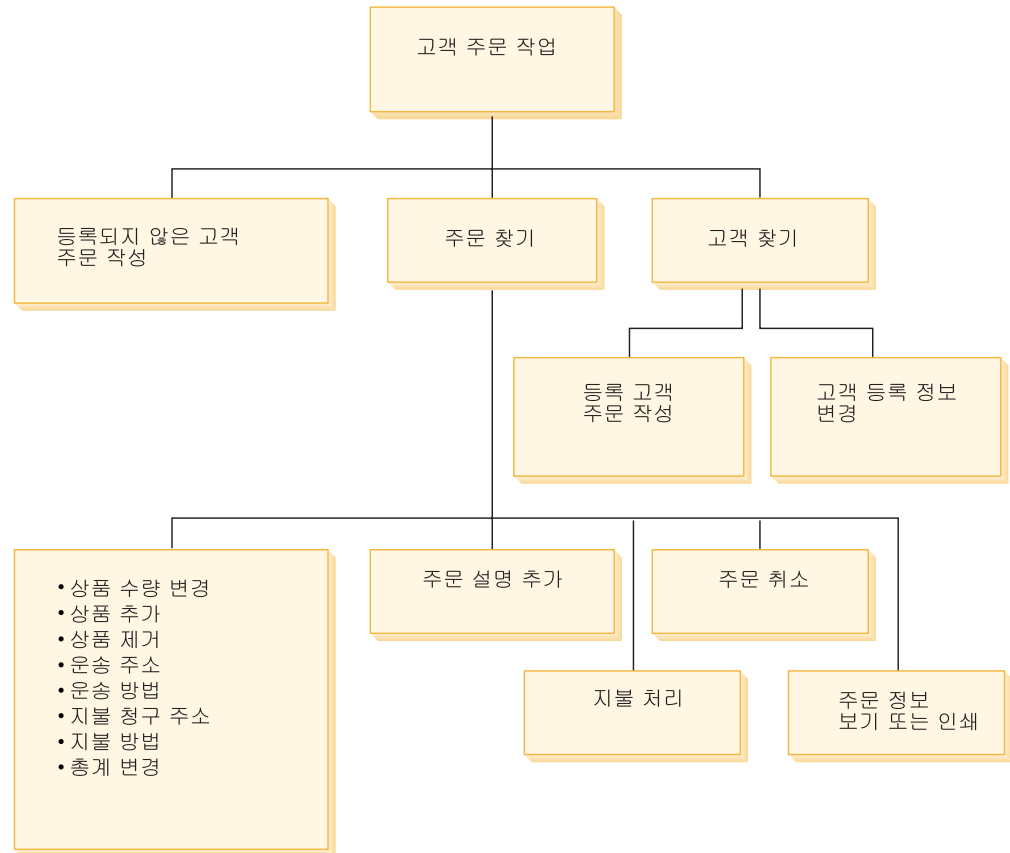 고객 주문 작업
등록되지 않은 고객
주문 작성
주문 찾기
고객 찾기
등록 고객
주문 작성
고객 등록 정보
변경
•상품 수량 변경
•상품 추가
•상품 제거
•운송 주소
•운송 방법
•지불 청구 주소
•지불 방법
•총계 변경
주문 설명 추가
주문 취소
지불 처리
주문 정보
보기 또는 인쇄